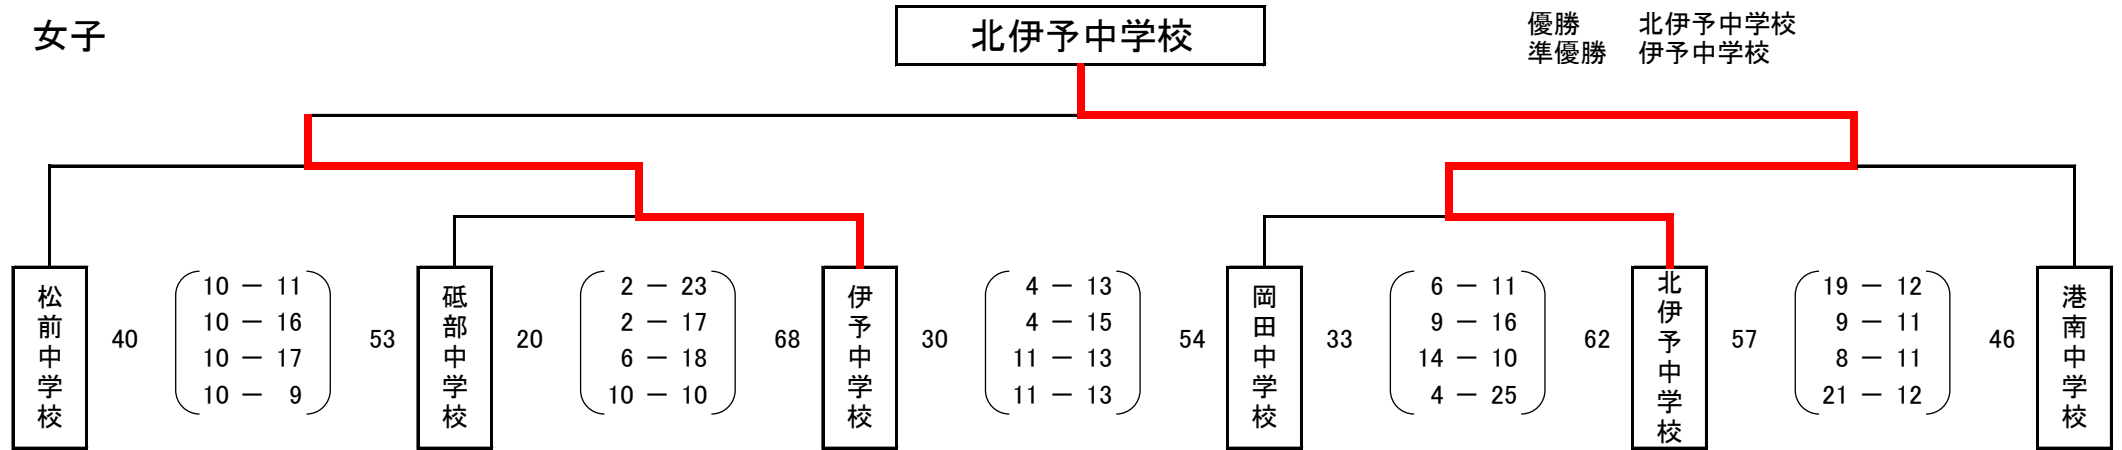 女子
北伊予中学校
優勝 北伊予中学校
準優勝 伊予中学校
松前中学校
40
10 － 11
10 － 16
10 － 17
10 － 9
53
砥部中学校
20
2 － 23
2 － 17
6 － 18
10 － 10
68
伊予中学校
30
4 － 13
4 － 15
11 － 13
11 － 13
54
岡田中学校
33
6 － 11
9 － 16
14 － 10
4 － 25
62
北伊予中学校
57
19 － 12
9 － 11
8 － 11
21 － 12
46
港南中学校